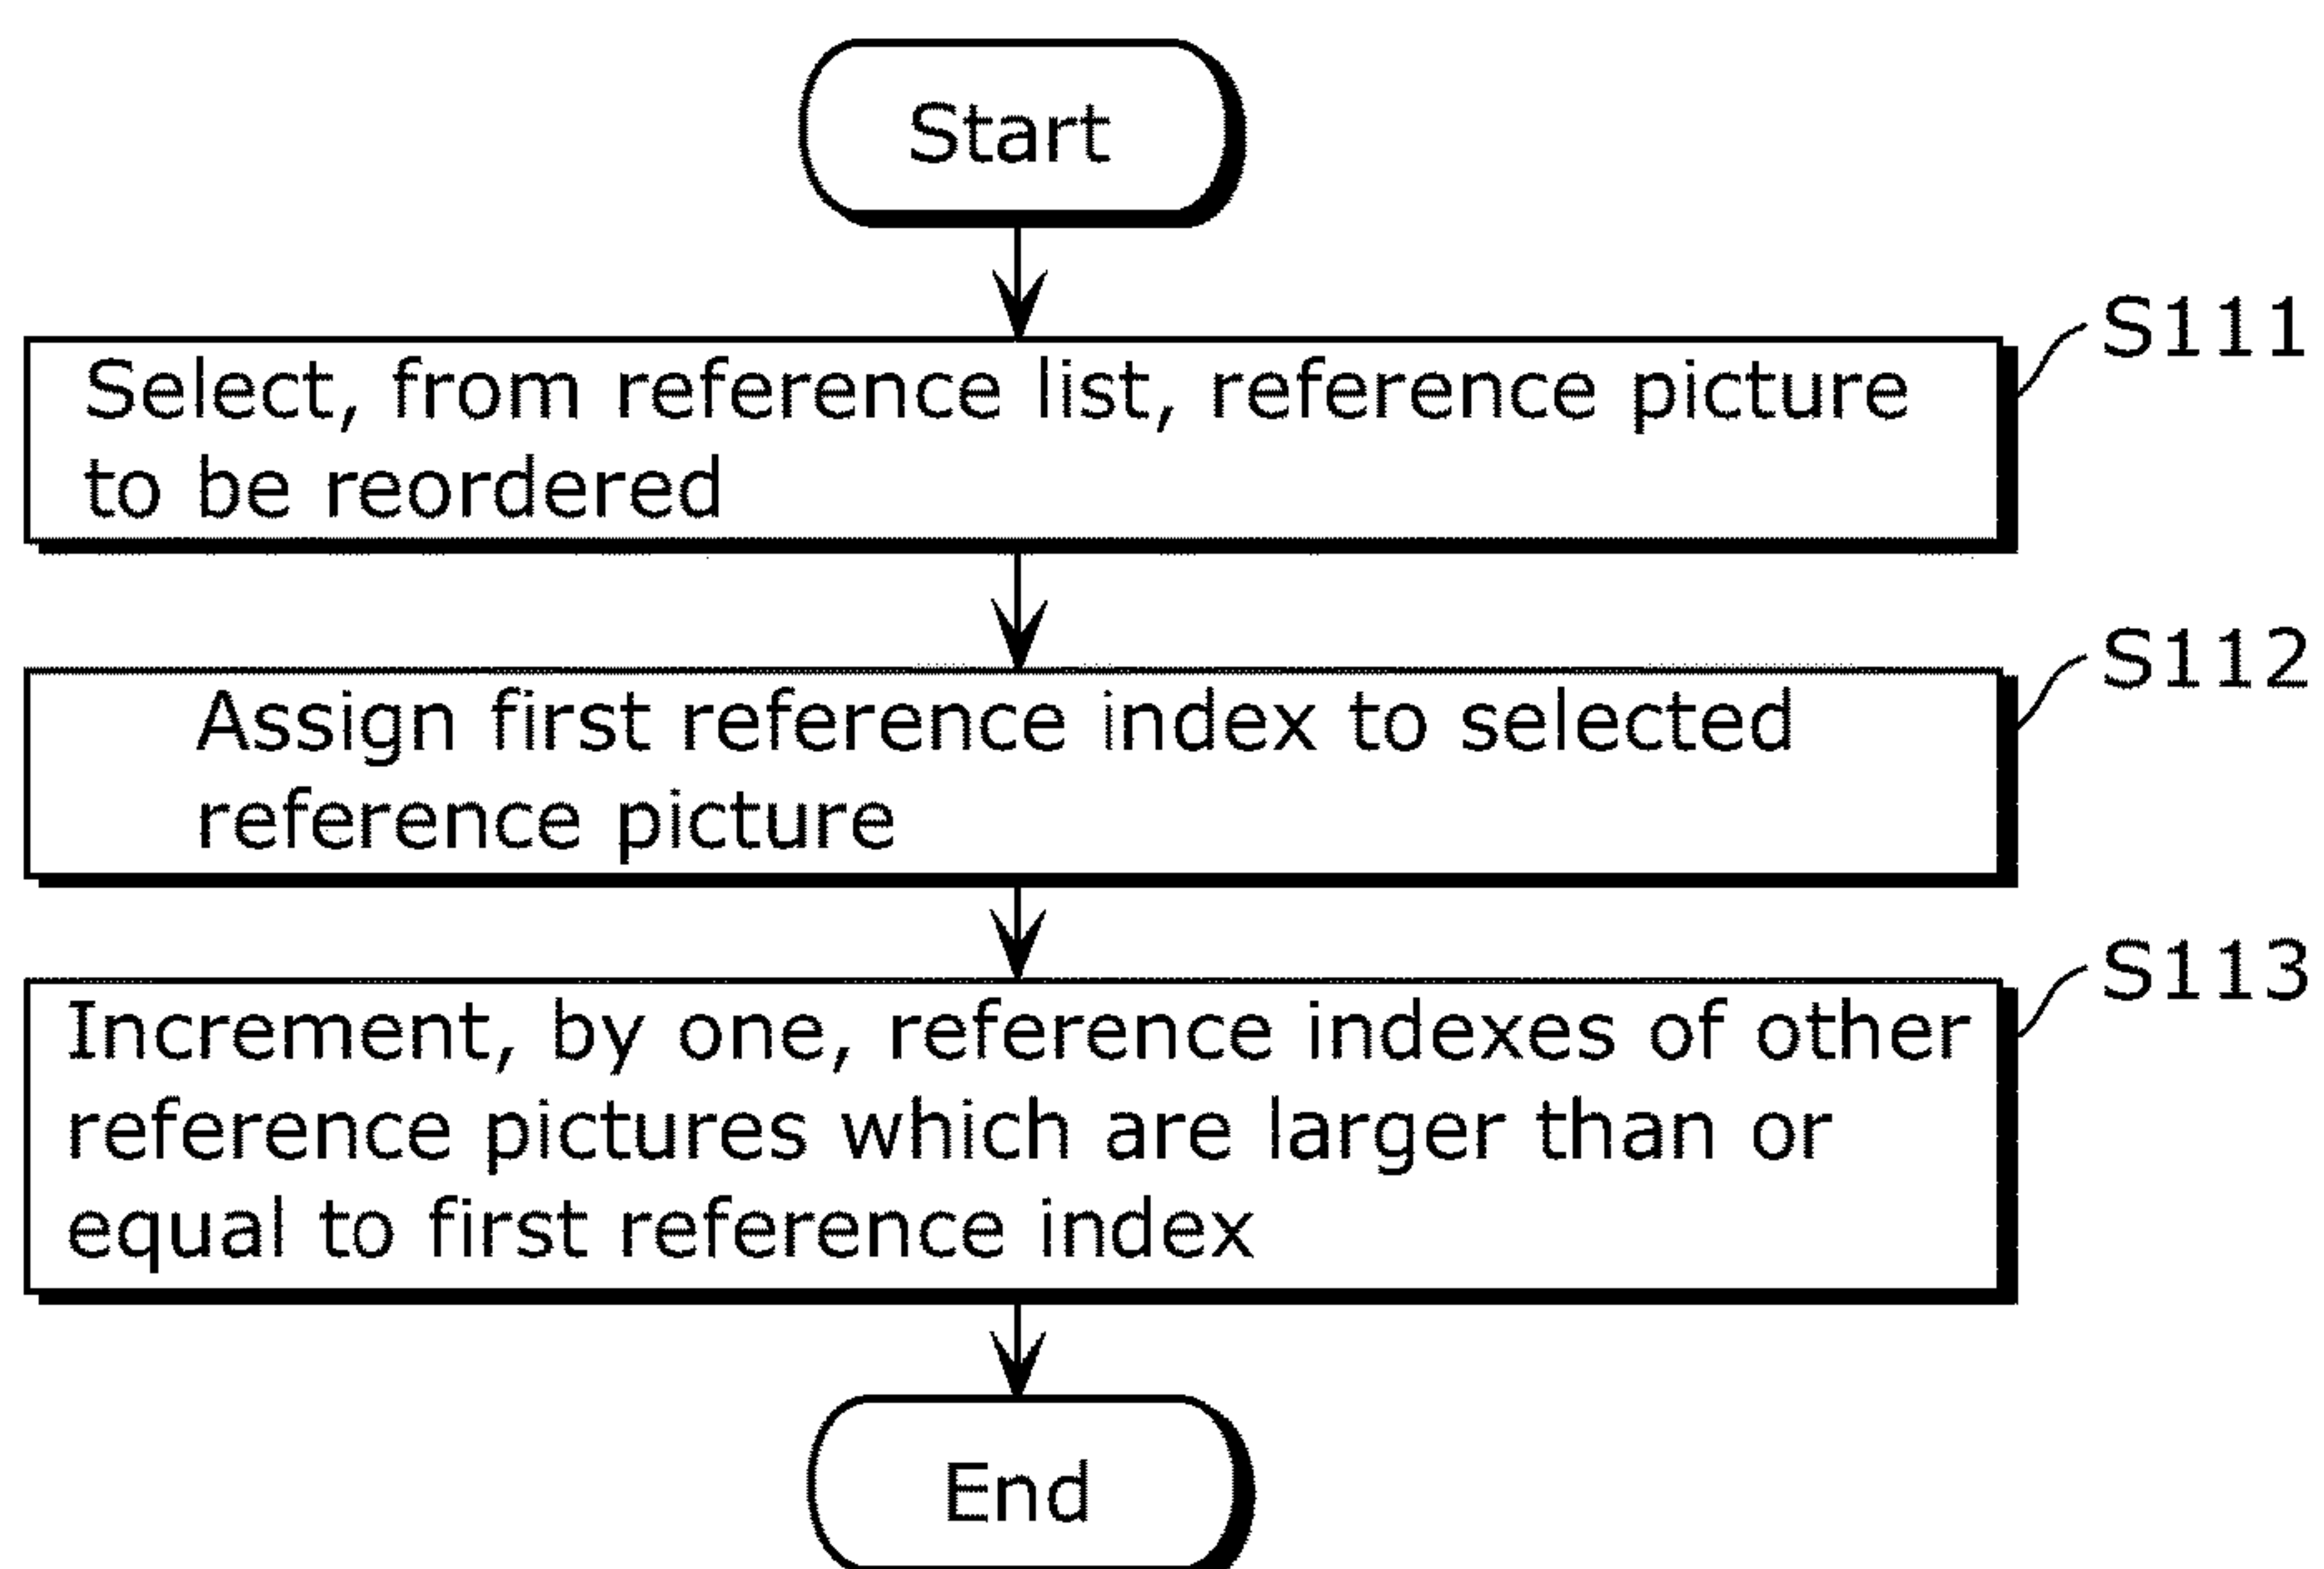 Start
S111
Select, from reference list, reference picture
to be reordered
S112
Assign first reference index to selected
reference picture
S113
Increment, by one, reference indexes of other
reference pictures which are larger than or
equal to first reference index
End